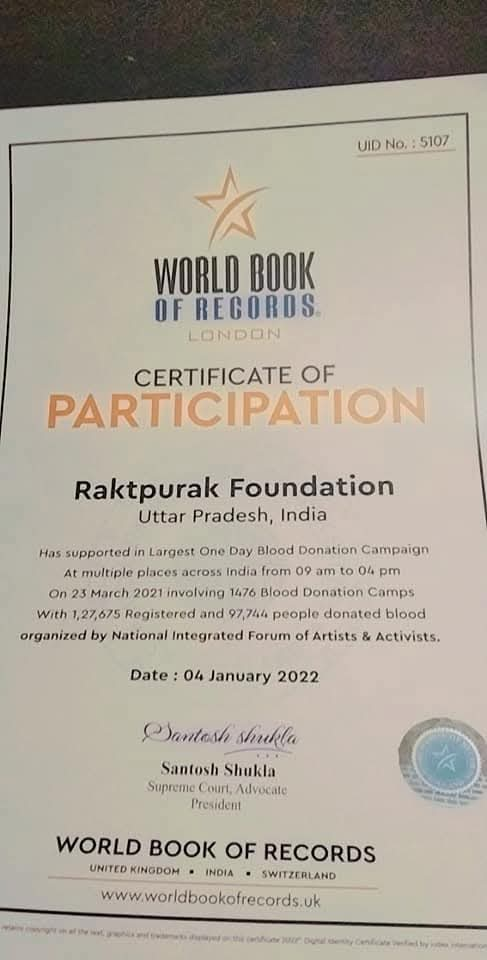 UID No. : 5107
WORLD BOOK
OF RECORDS®
LONDON
CERTIFICATE OF
PARTICIPATION
Raktpurak Foundation
Uttar Pradesh, India
Has supported in Largest One Day Blood Donation Campaign
At multiple places across India from 09 am to 04 pm
On 23 March 2021 involving 1476 Blood Donation Camps
With 1,27,675 Registered and 97,744 people donated blood
organized by National Integrated Forum of Artists & Activists.
Date : 04 January 2022
Santosh shukla
Santosh Shukla
Supreme Court, Advocate
President
WORLD BOOK OF RECORDS
UNITED KINGDOM • INDIA • SWITZERLAND
www.worldbookofrecords.uk
copyright on all the text, graphics and trademarks displayed on this certificate 2022 Digital Identity Certificate Verified by